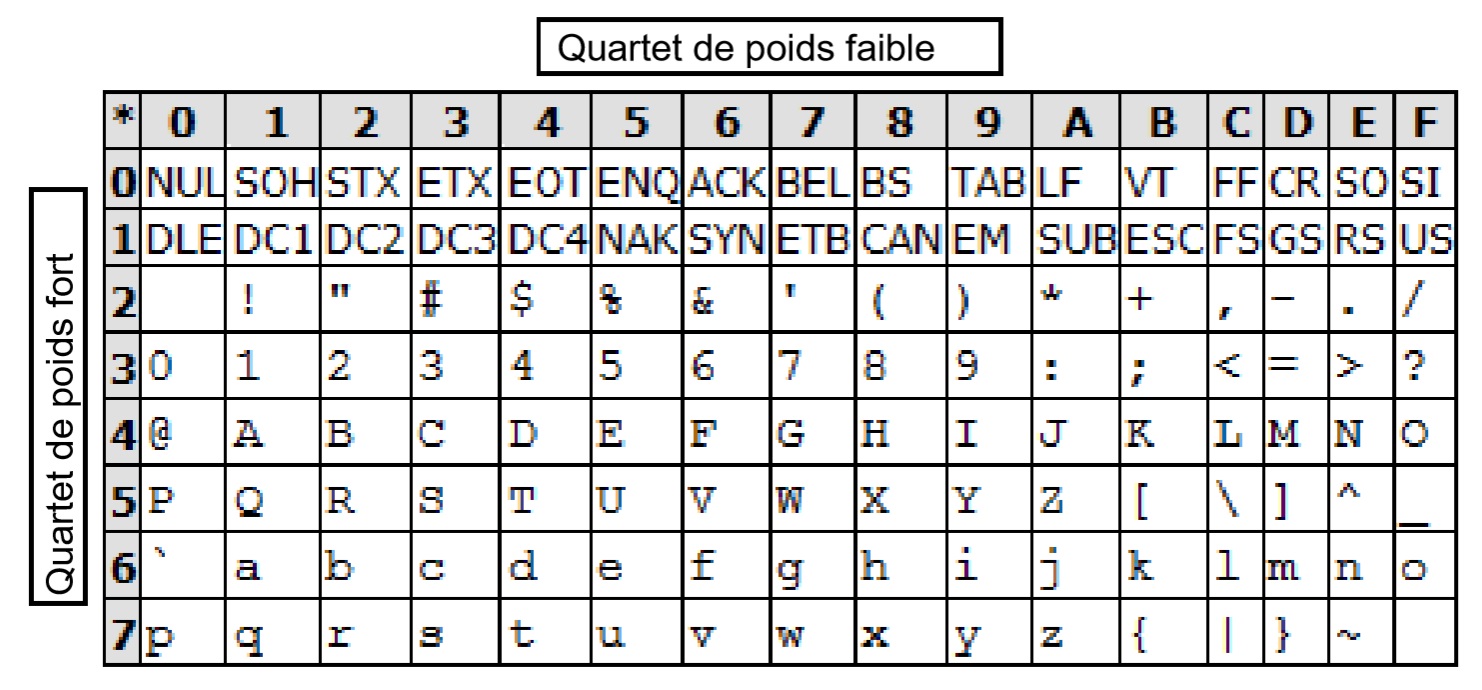 Quartet de poids faible
* 0 1 2 3 4 5 6 7 8 9 A B C D E F
0 NUL SOH STX ETX EOT ENQ ACK BEL BS TAB LF VT FF CR SO SI
1 DLE DC1 DC2 DC3 DC4 NAK SYN ETB CAN EM SUB ESC FS GS RS US
2 ! " # $ % & ' ( ) * + , - . /
3 0 1 2 3 4 5 6 7 8 9 : ; < = > ?
4 @ A B C D E F G H I J K L M N O
5 P Q R S T U V W X Y Z [ \ ] ^ _
6 ` a b c d e f g h i j k l m n o
7 p q r s t u v w x y z { | } ~
Quartet de poids fort